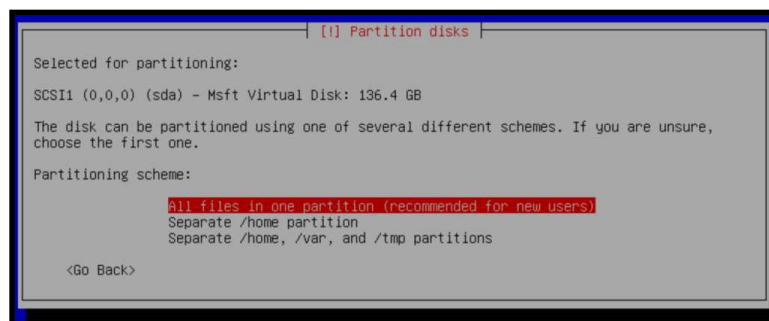 [!] Partition disks
Selected for partitioning:
SCSI1 (0,0,0) (sda) – Msft Virtual Disk: 136.4 GB
The disk can be partitioned using one of several different schemes. If you are unsure,
choose the first one.
Partitioning scheme:
All files in one partition (recommended for new users)
Separate /home partition
Separate /home, /var, and /tmp partitions
<Go Back>